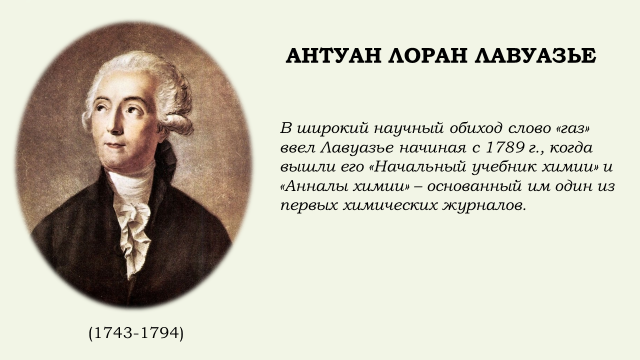 АНТУАН ЛОРАН ЛАВУАЗЬЕ
В широкий научный обиход слово «газ»
ввел Лавуазье начиная с 1789 г., когда
вышли его «Начальный учебник химии» и
«Анналы химии» – основанный им один из
первых химических журналов.
(1743-1794)